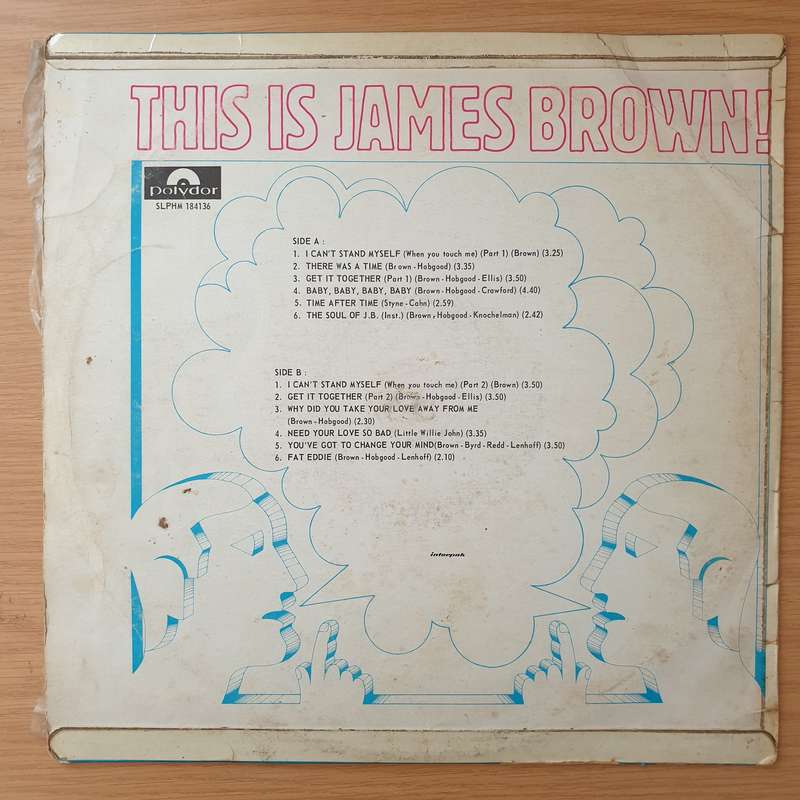 THIS IS JAMES BROWN!
polydor
SLPHM 184136
SIDE A :
1. I CAN'T STAND MYSELF (When you touch me) (Part 1) (Brown) (3.25)
2. THERE WAS A TIME (Brown - Hobgood) (3.35)
3. GET IT TOGETHER (Part 1) (Brown - Hobgood - Ellis) (3.50)
4. BABY, BABY, BABY, BABY (Brown - Hobgood - Crawford) (4.40)
5. TIME AFTER TIME (Styne - Cahn) (2.59)
6. THE SOUL OF J.B. (Inst.) (Brown - Hobgood - Knochelman) (2.42)
SIDE B :
1. I CAN'T STAND MYSELF (When you touch me) (Part 2) (Brown) (3.50)
2. GET IT TOGETHER (Part 2) (Brown - Hobgood - Ellis) (3.50)
3. WHY DID YOU TAKE YOUR LOVE AWAY FROM ME
(Brown - Hobgood) (2.30)
4. NEED YOUR LOVE SO BAD (Little Willie John) (3.35)
5. YOU'VE GOT TO CHANGE YOUR MIND(Brown - Byrd - Redd - Lenhoff) (3.50)
6. FAT EDDIE (Brown - Hobgood - Lenhoff) (2.10)
interpak